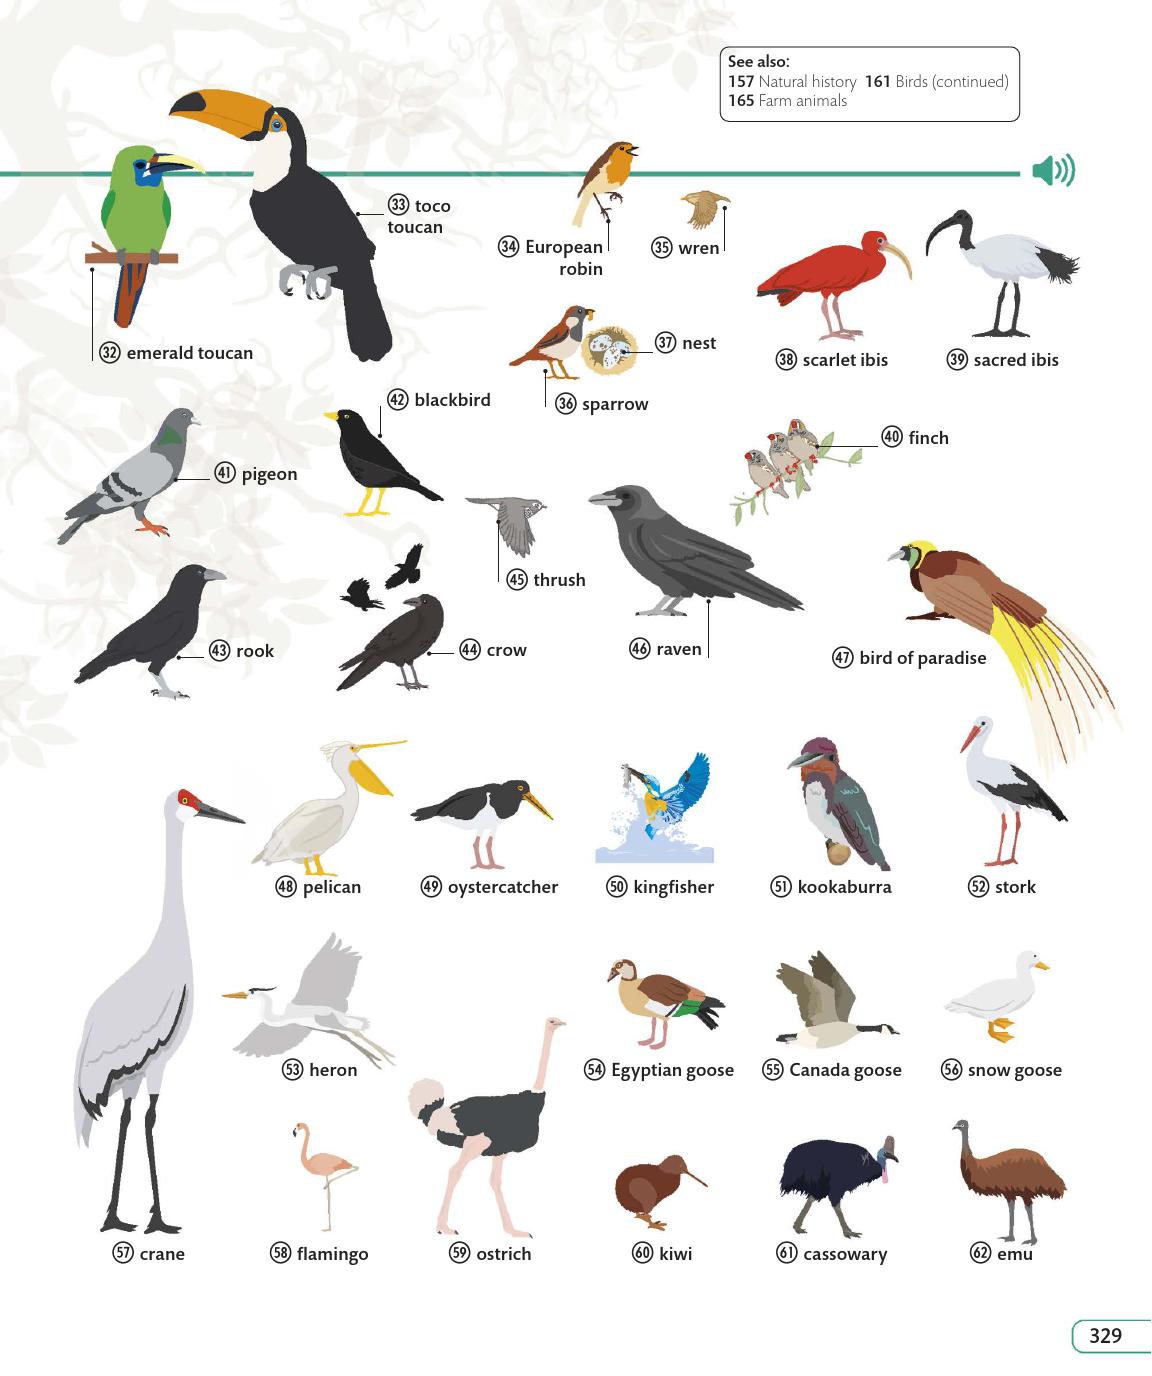 See also:
157 Natural history 161 Birds (continued)
165 Farm animals
33 toco
toucan
34 European
robin
35 wren
32 emerald toucan
37 nest
36 sparrow
38 scarlet ibis
39 sacred ibis
42 blackbird
40 finch
41 pigeon
45 thrush
43 rook
44 crow
46 raven
47 bird of paradise
48 pelican
49 oystercatcher
50 kingfisher
51 kookaburra
52 stork
53 heron
54 Egyptian goose
55 Canada goose
56 snow goose
57 crane
58 flamingo
59 ostrich
60 kiwi
61 cassowary
62 emu
329